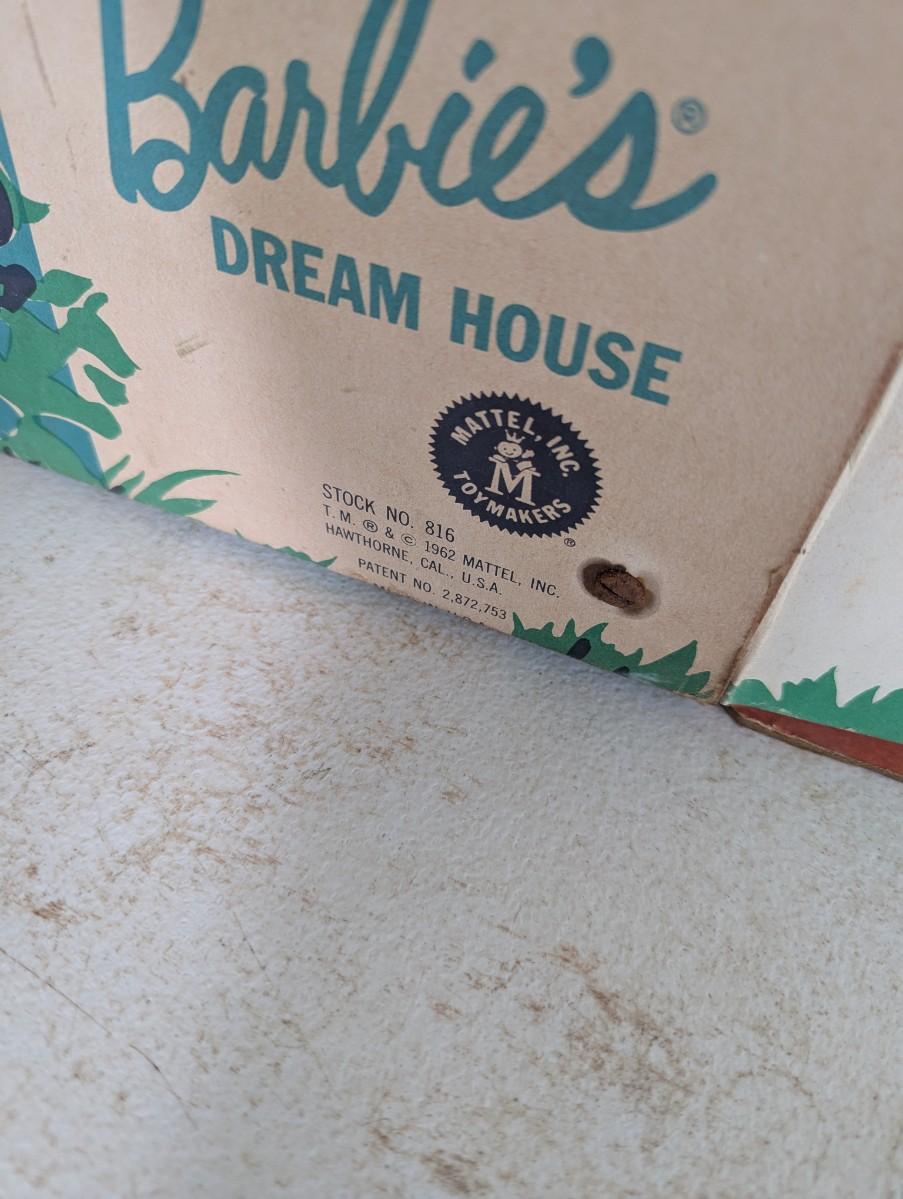 Barbie's®
DREAM HOUSE
MATTEL, INC.
M
TOYMAKERS
®
STOCK NO. 816
T. M. ® & © 1962 MATTEL, INC.
HAWTHORNE, CAL., U.S.A.
PATENT NO. 2,872,753